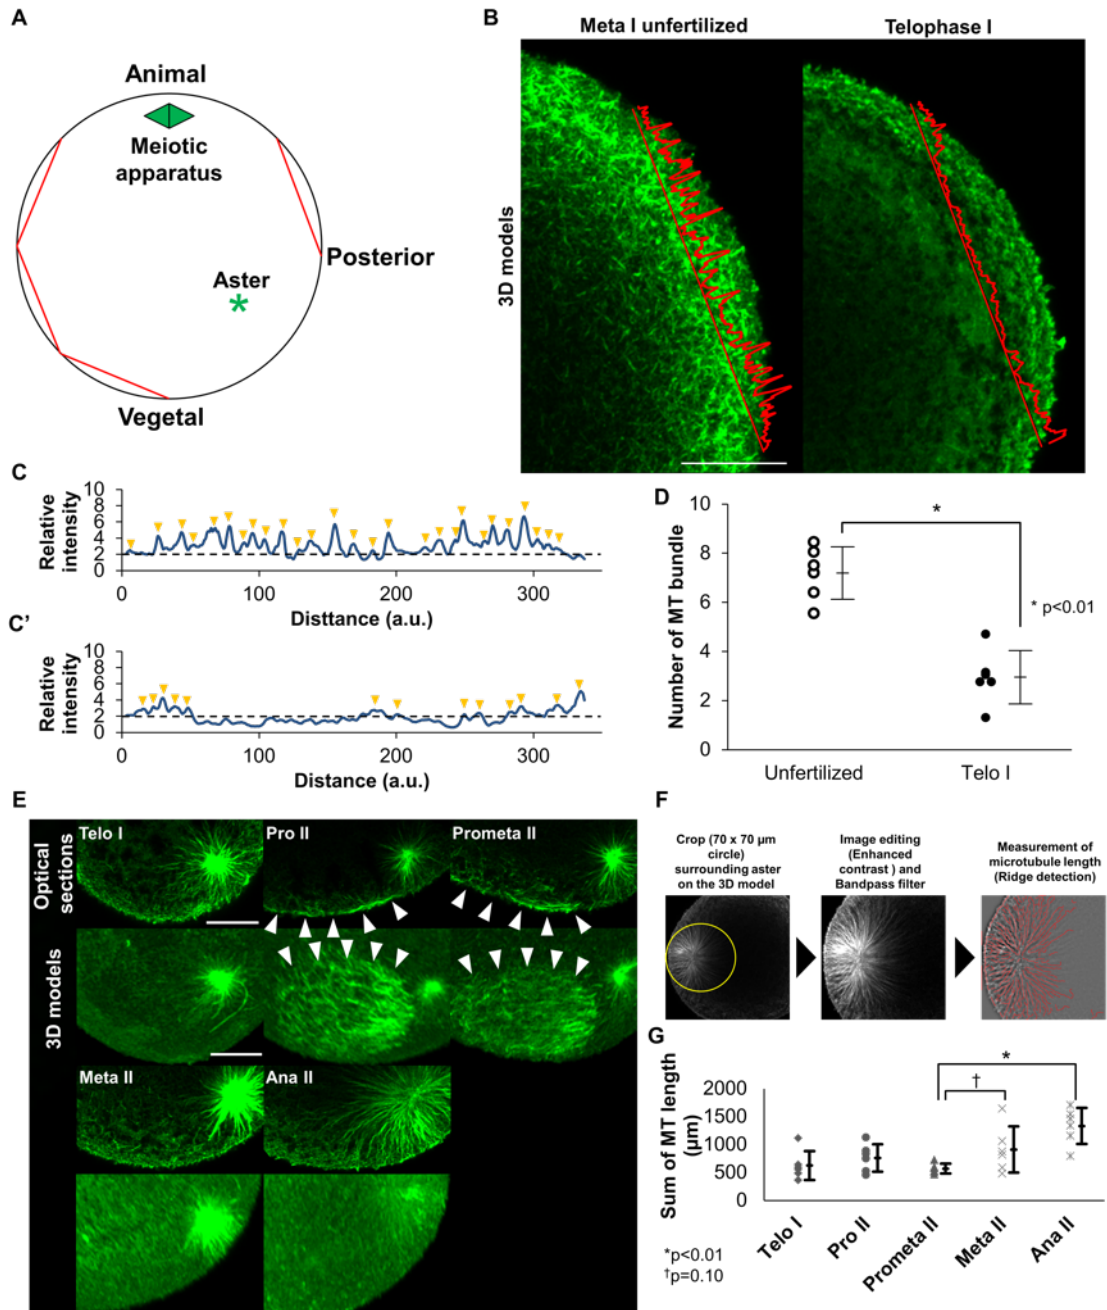 A
Animal
Meiotic
apparatus
Posterior
Aster
*
Vegetal
B
Meta I unfertilized
Telophase I
3D models
C
Relative
intensity
10
8
6
4
2
0
0
100
200
300
Disttance (a.u.)
C’
Relative
intensity
10
8
6
4
2
0
0
100
200
300
Distance (a.u.)
D
Number of MT bundle
10
8
6
4
2
0
*
* p<0.01
Unfertilized
Telo I
E
Optical
sections
Telo I
Pro II
Prometa II
3D models
Meta II
Ana II
F
Crop (70 x 70 µm
circle)
surrounding aster
on the 3D model
Image editing
(Enhanced
contrast ) and
Bandpass filter
Measurement of
microtubule length
(Ridge detection)
G
Sum of MT length
(µm)
2000
1500
1000
500
0
*
†
Telo I
Pro II
Prometa II
Meta II
Ana II
*p<0.01
†p=0.10